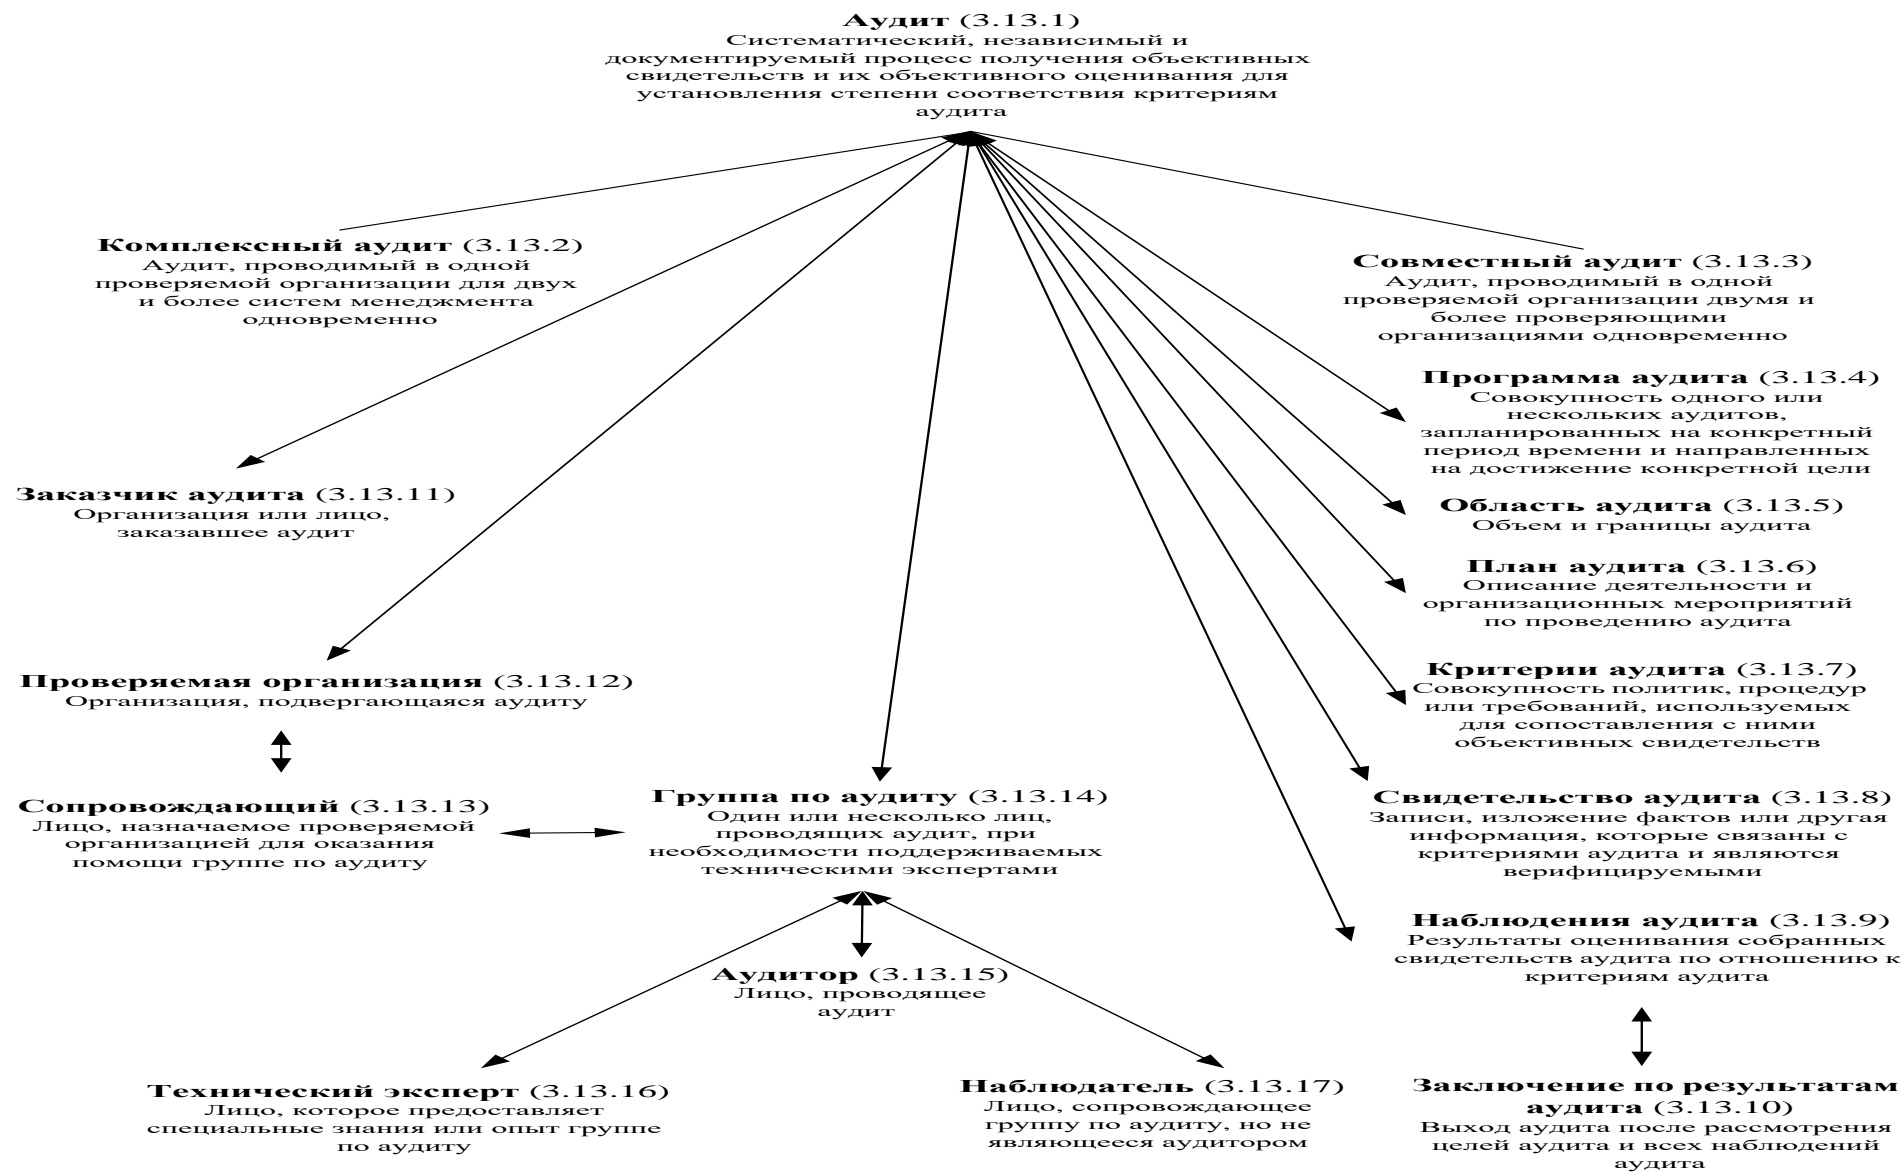 Аудит (3.13.1)
Систематический, независимый и
документируемый процесс получения объективных
свидетельств и их объективного оценивания для
установления степени соответствия критериям
аудита
Комплексный аудит (3.13.2)
Аудит, проводимый в одной
проверяемой организации для двух
и более систем менеджмента
одновременно
Совместный аудит (3.13.3)
Аудит, проводимый в одной
проверяемой организации двумя и
более проверяющими
организациями одновременно
Программа аудита (3.13.4)
Совокупность одного или
нескольких аудитов,
запланированных на конкретный
период времени и направленных
на достижение конкретной цели
Заказчик аудита (3.13.11)
Организация или лицо,
заказавшее аудит
Область аудита (3.13.5)
Объем и границы аудита
План аудита (3.13.6)
Описание деятельности и
организационных мероприятий
по проведению аудита
Проверяемая организация (3.13.12)
Организация, подвергающаяся аудиту
Критерии аудита (3.13.7)
Совокупность политик, процедур
или требований, используемых
для сопоставления с ними
объективных свидетельств
Сопровождающий (3.13.13)
Лицо, назначаемое проверяемой
организацией для оказания
помощи группе по аудиту
Группа по аудиту (3.13.14)
Один или несколько лиц,
проводящих аудит, при
необходимости поддерживаемых
техническими экспертами
Свидетельство аудита (3.13.8)
Записи, изложение фактов или другая
информация, которые связаны с
критериями аудита и являются
верифицируемыми
Наблюдения аудита (3.13.9)
Результаты оценивания собранных
свидетельств аудита по отношению к
критериям аудита
Аудитор (3.13.15)
Лицо, проводящее
аудит
Технический эксперт (3.13.16)
Лицо, которое предоставляет
специальные знания или опыт группе
по аудиту
Наблюдатель (3.13.17)
Лицо, сопровождающее
группу по аудиту, но не
являющееся аудитором
Заключение по результатам
аудита (3.13.10)
Выход аудита после рассмотрения
целей аудита и всех наблюдений
аудита